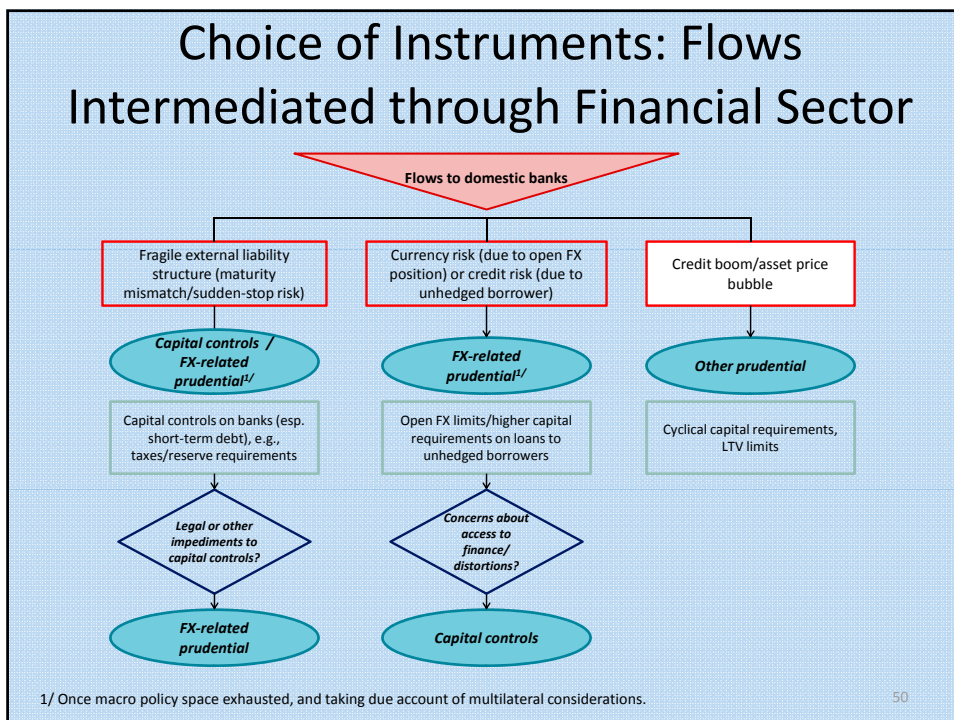 Choice of Instruments: Flows
Intermediated through Financial Sector
Flows to domestic banks
Fragile external liability
structure (maturity
mismatch/sudden-stop risk)
Currency risk (due to open FX
position) or credit risk (due to
unhedged borrower)
Credit boom/asset price
bubble
Capital controls /
FX-related
prudential1/
FX-related
prudential1/
Other prudential
Capital controls on banks (esp.
short-term debt), e.g.,
taxes/reserve requirements
Open FX limits/higher capital
requirements on loans to
unhedged borrowers
Cyclical capital requirements,
LTV limits
Legal or other
impediments to
capital controls?
Concerns about
access to
finance/
distortions?
FX-related
prudential
Capital controls
1/ Once macro policy space exhausted, and taking due account of multilateral considerations.
50